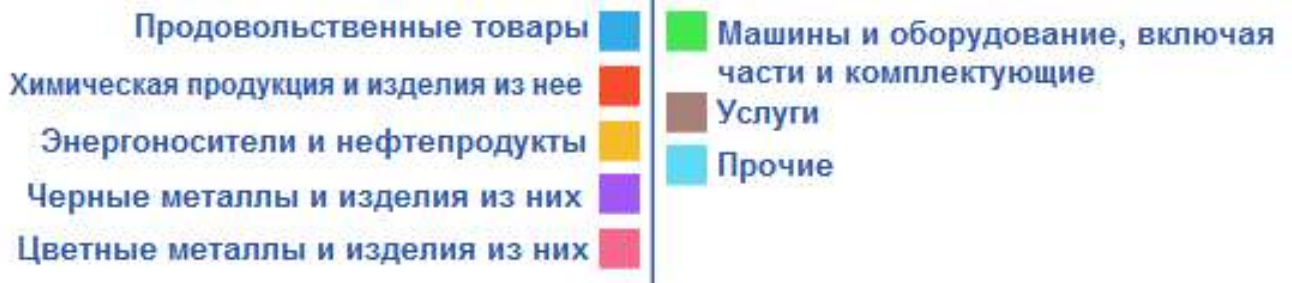 Продовольственные товары
Химическая продукция и изделия из нее
Энергоносители и нефтепродукты
Черные металлы и изделия из них
Цветные металлы и изделия из них
Машины и оборудование, включая
части и комплектующие
Услуги
Прочие